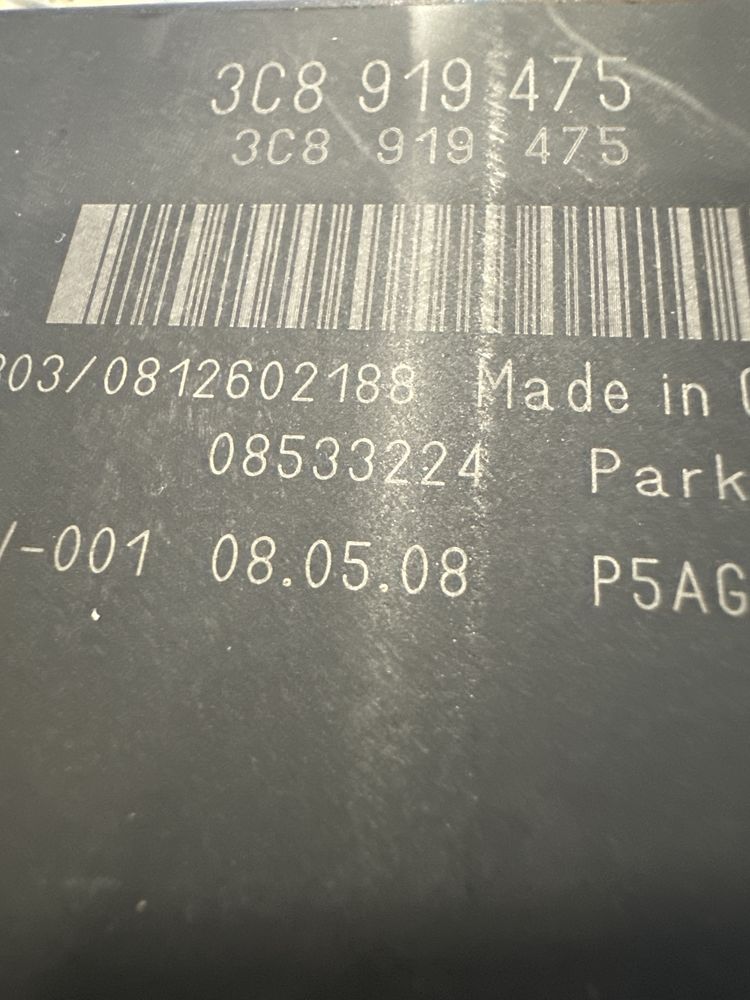 3C8 919 475
3C8 919 475
03/0812602188 Made in
08533224 Park
-001 08.05.08 P5AG